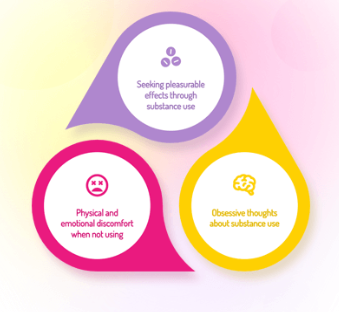 Seeking pleasurable
effects through
substance use
Physical and
emotional discomfort
when not using
Obsessive thoughts
about substance use